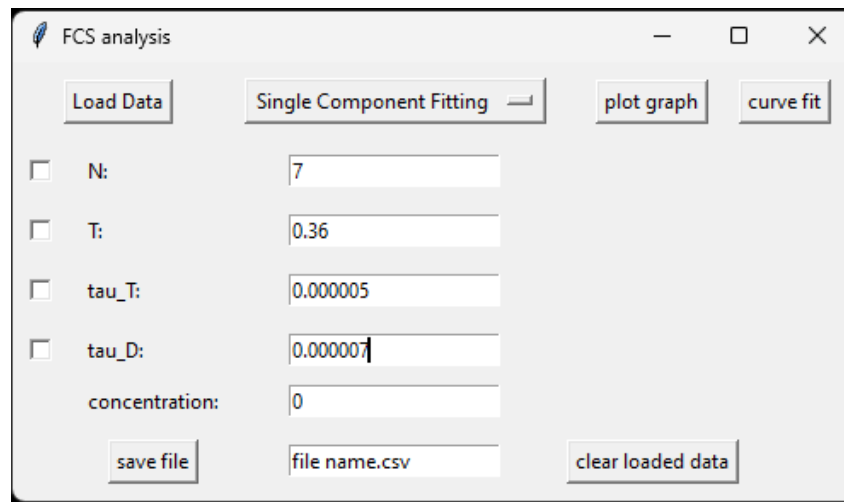 FCS analysis
Load Data Single Component Fitting plot graph curve fit
N: 7
T: 0.36
tau_T: 0.000005
tau_D: 0.000007
concentration: 0
save file file name.csv clear loaded data